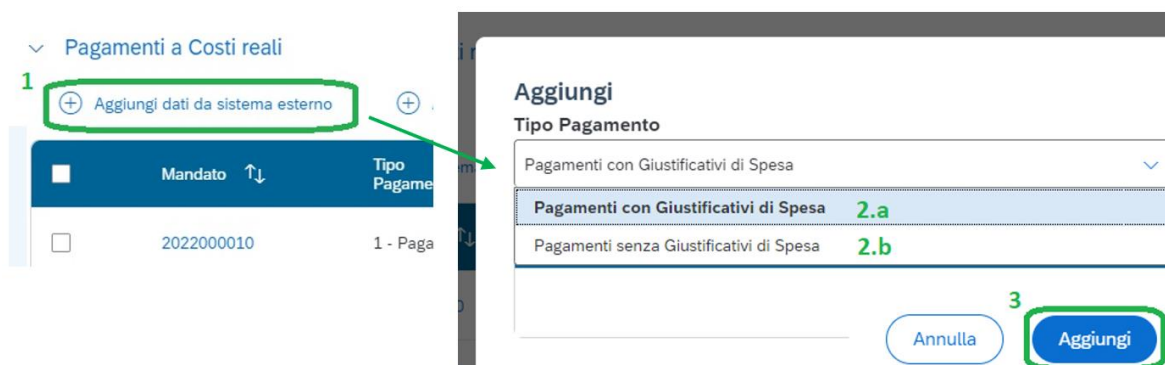 Pagamenti a Costi reali
1
Aggiungi dati da sistema esterno
Mandato
Tipo
Pagame
2022000010
1 - Paga
Aggiungi
Tipo Pagamento
Pagamenti con Giustificativi di Spesa
Pagamenti con Giustificativi di Spesa 2.a
Pagamenti senza Giustificativi di Spesa 2.b
3
Annulla
Aggiungi